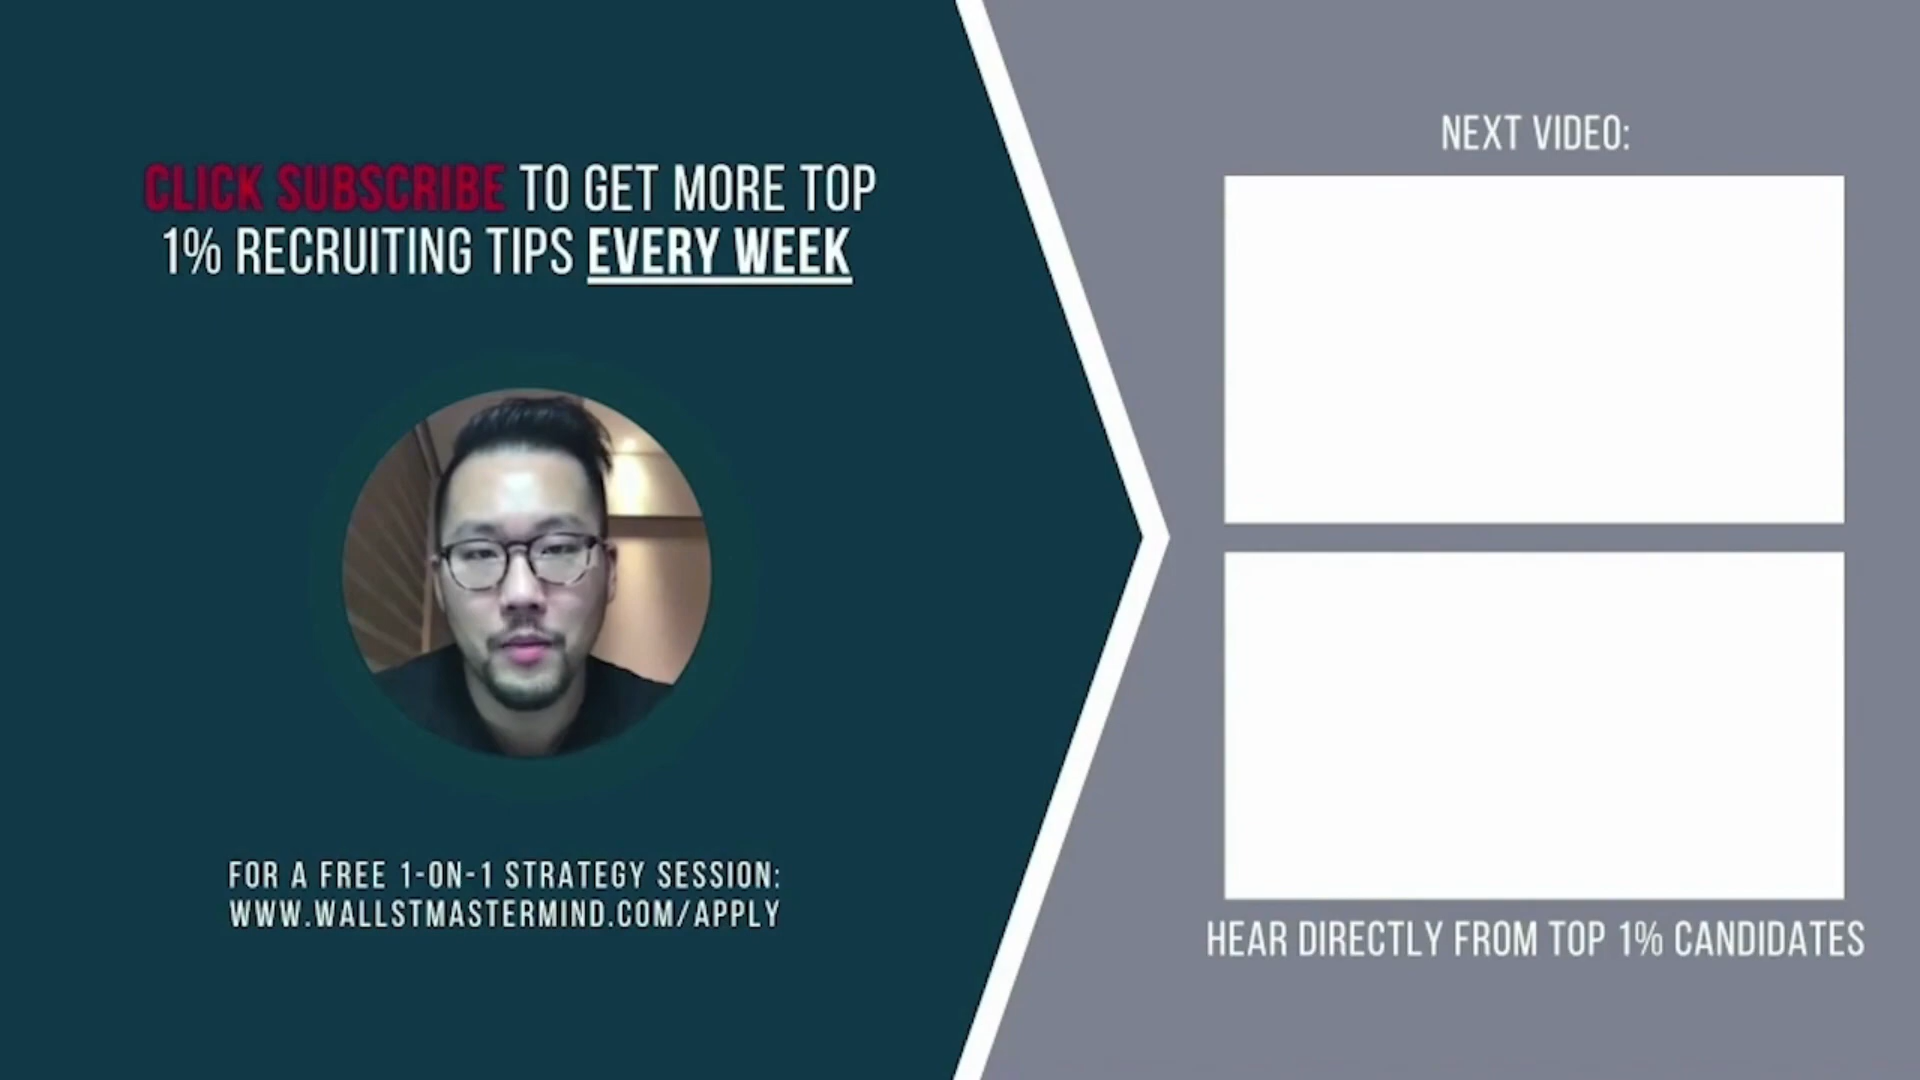 CLICK SUBSCRIBE TO GET MORE TOP
1% RECRUITING TIPS EVERY WEEK
FOR A FREE 1-ON-1 STRATEGY SESSION:
WWW.WALLSTMASTERMIND.COM/APPLY
NEXT VIDEO:
HEAR DIRECTLY FROM TOP 1% CANDIDATES